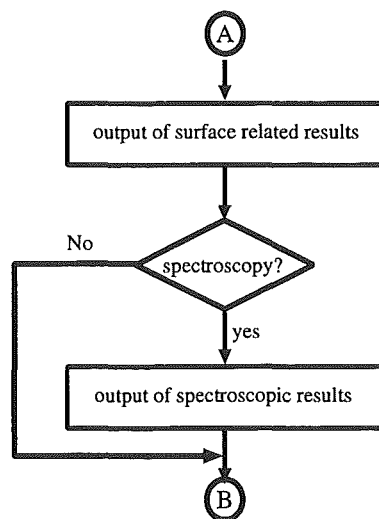 A
output of surface related results
No
spectroscopy?
yes
output of spectroscopic results
B